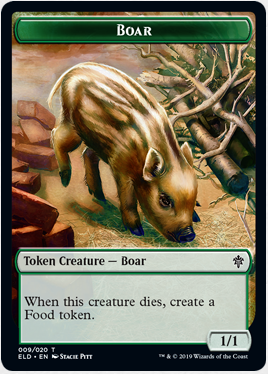 Boar
Token Creature — Boar
When this creature dies, create a
Food token.
1/1
009/020 T
ELD • EN Stacie Pitt
™ & © 2019 Wizards of the Coast